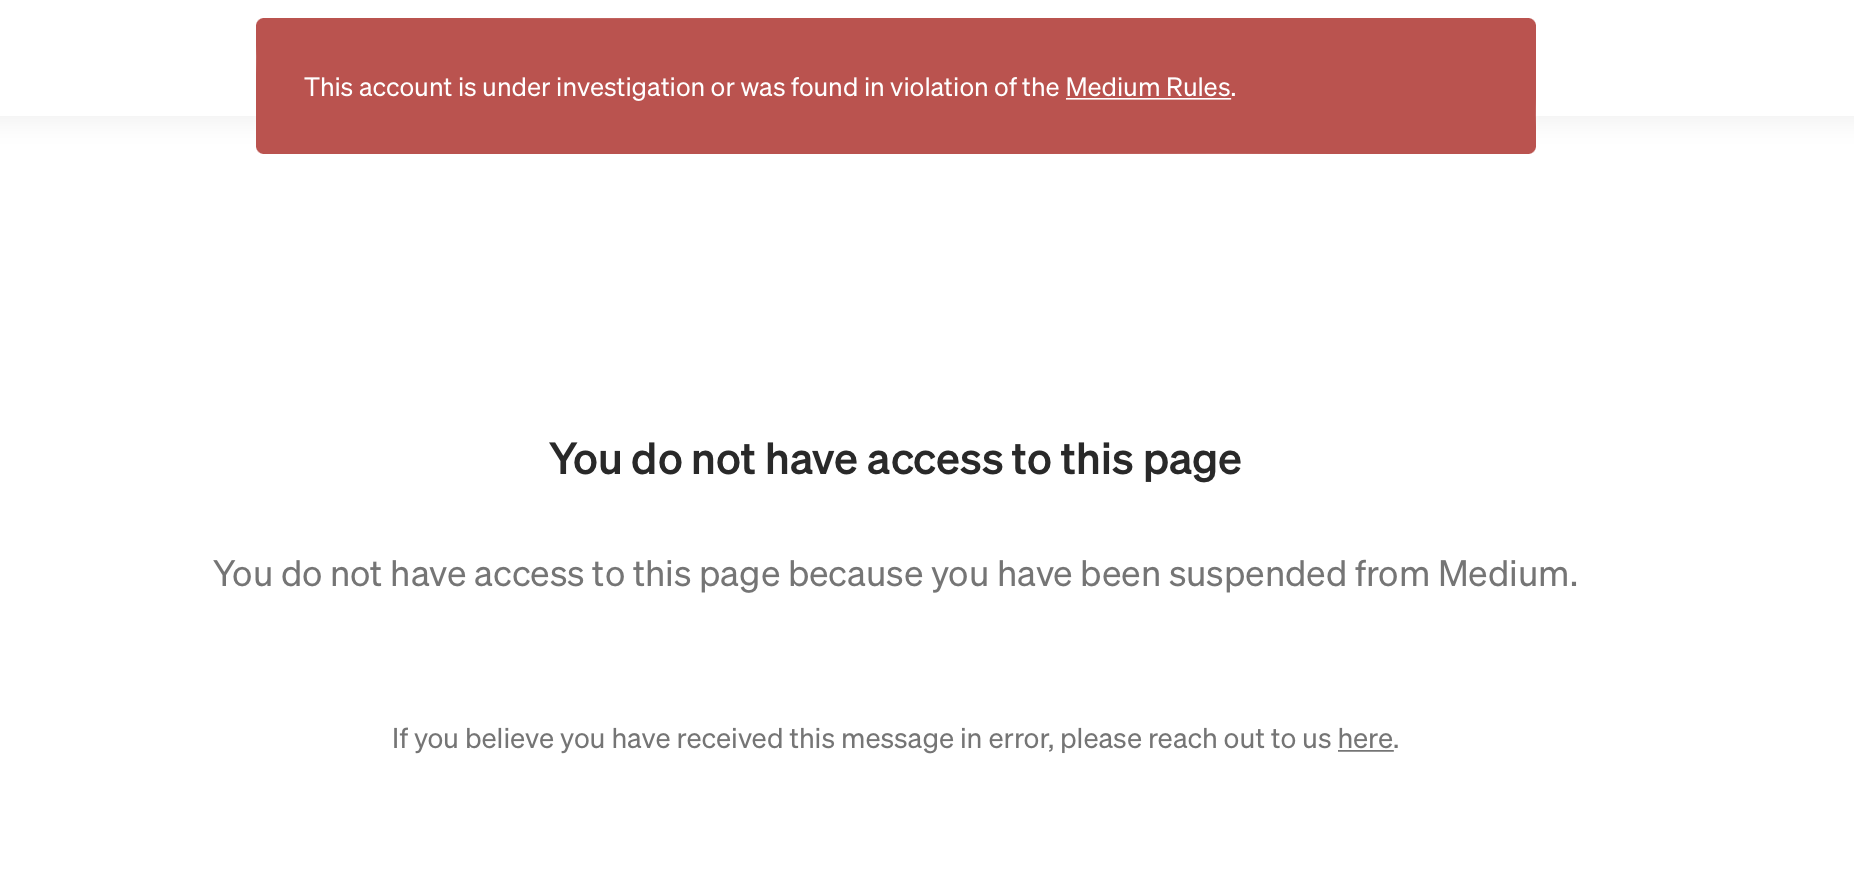 This account is under investigation or was found in violation of the Medium Rules.
You do not have access to this page
You do not have access to this page because you have been suspended from Medium.
If you believe you have received this message in error, please reach out to us here.